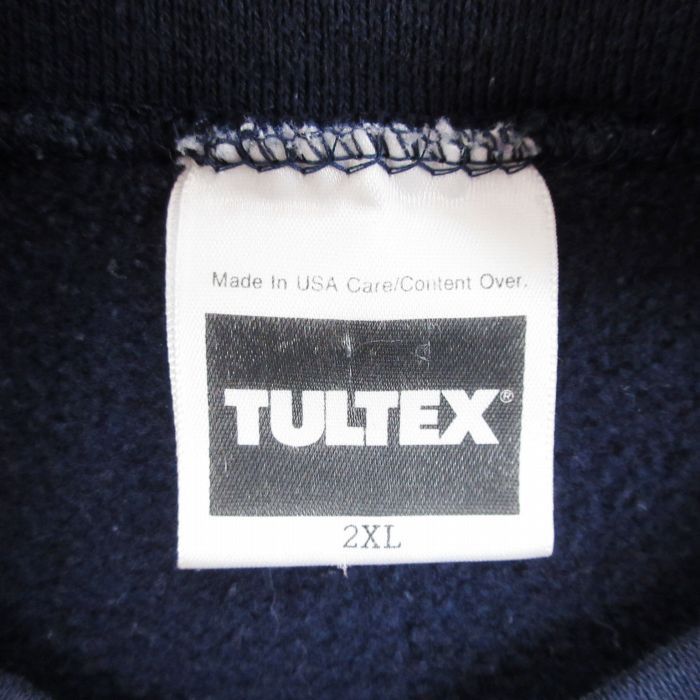 Made In USA Care/Content Over.
TULTEX®
2XL